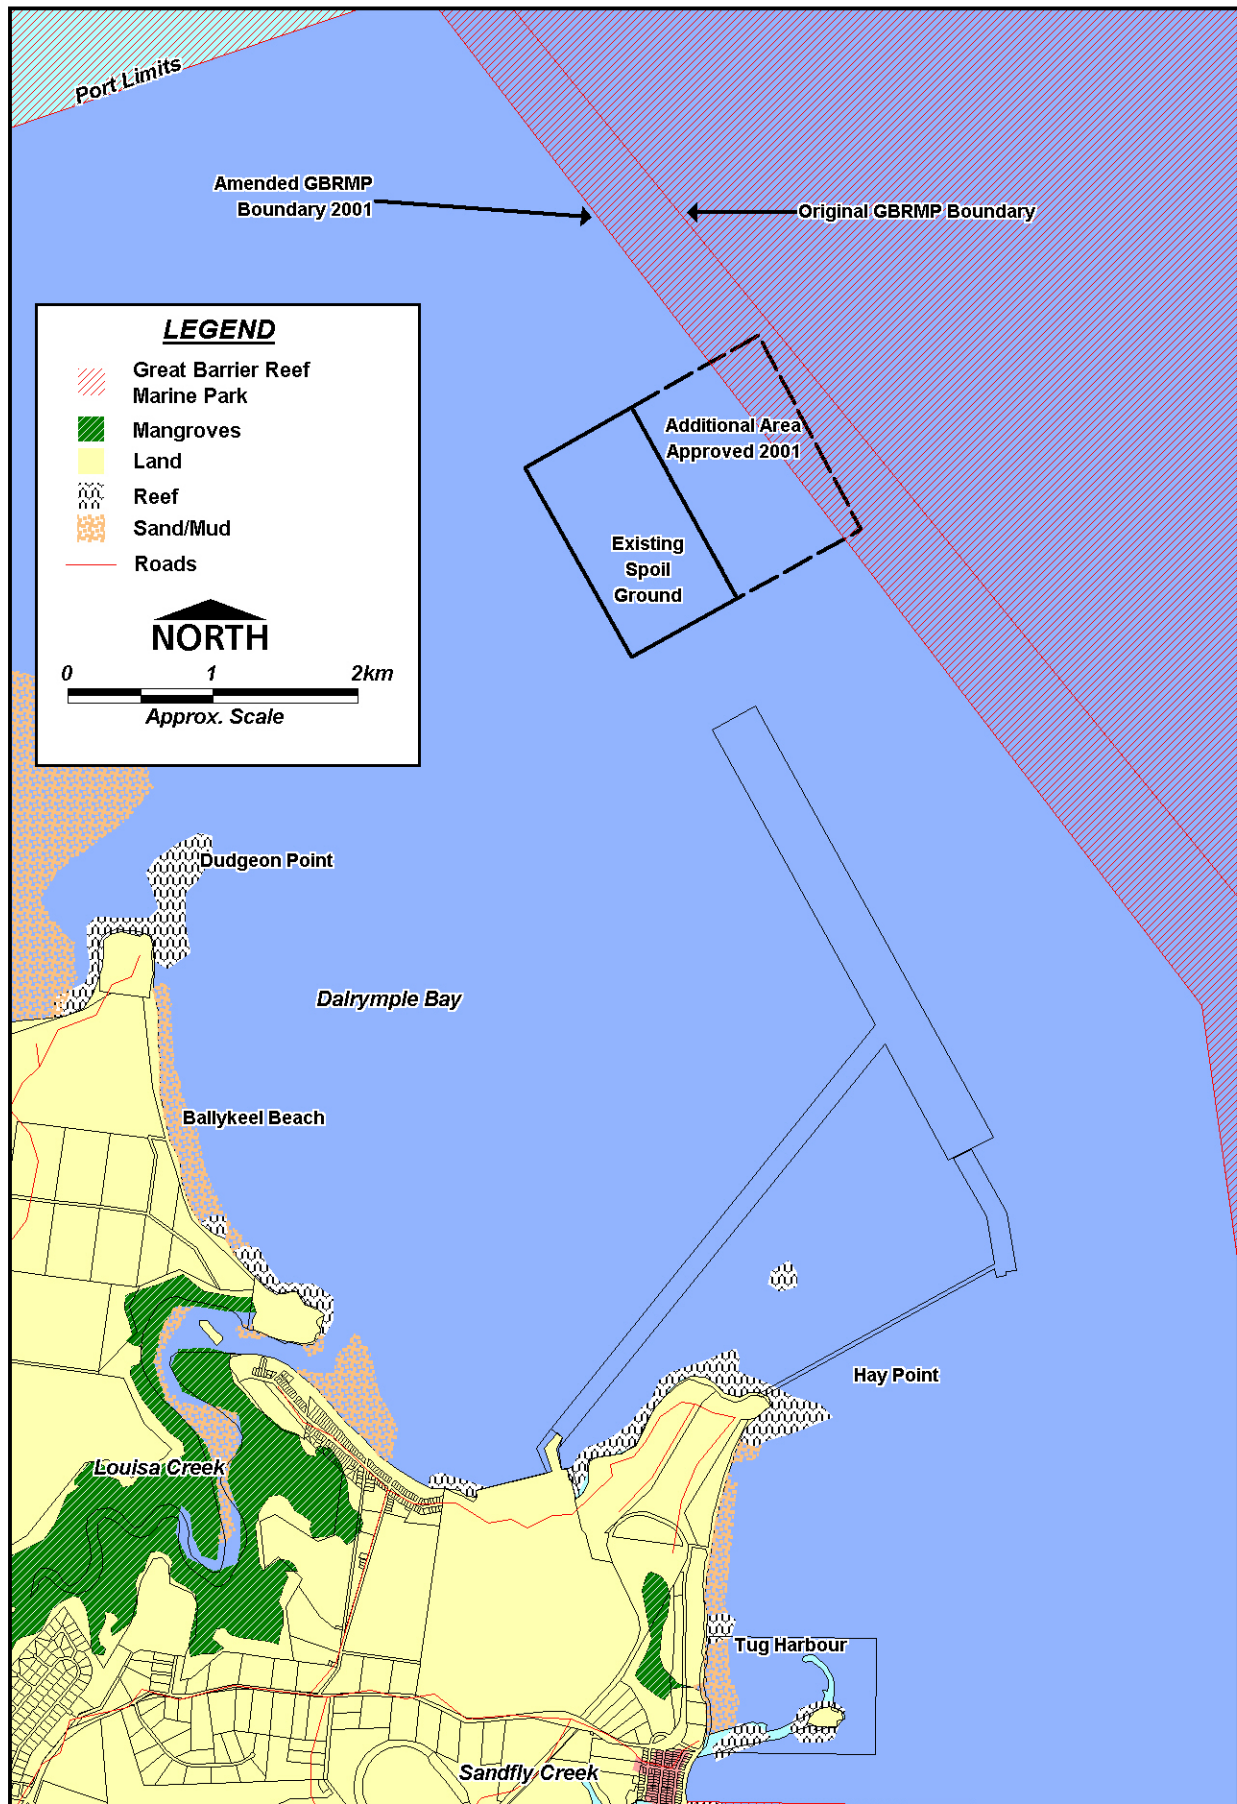 Port Limits
Amended GBRMP
Boundary 2001
Original GBRMP Boundary
LEGEND
Great Barrier Reef
Marine Park
Mangroves
Land
Reef
Sand/Mud
Roads
NORTH
0 1 2km
Approx. Scale
Additional Area
Approved 2001
Existing
Spoil
Ground
Dudgeon Point
Dalrymple Bay
Ballykeel Beach
Hay Point
Louisa Creek
Tug Harbour
Sandfly Creek